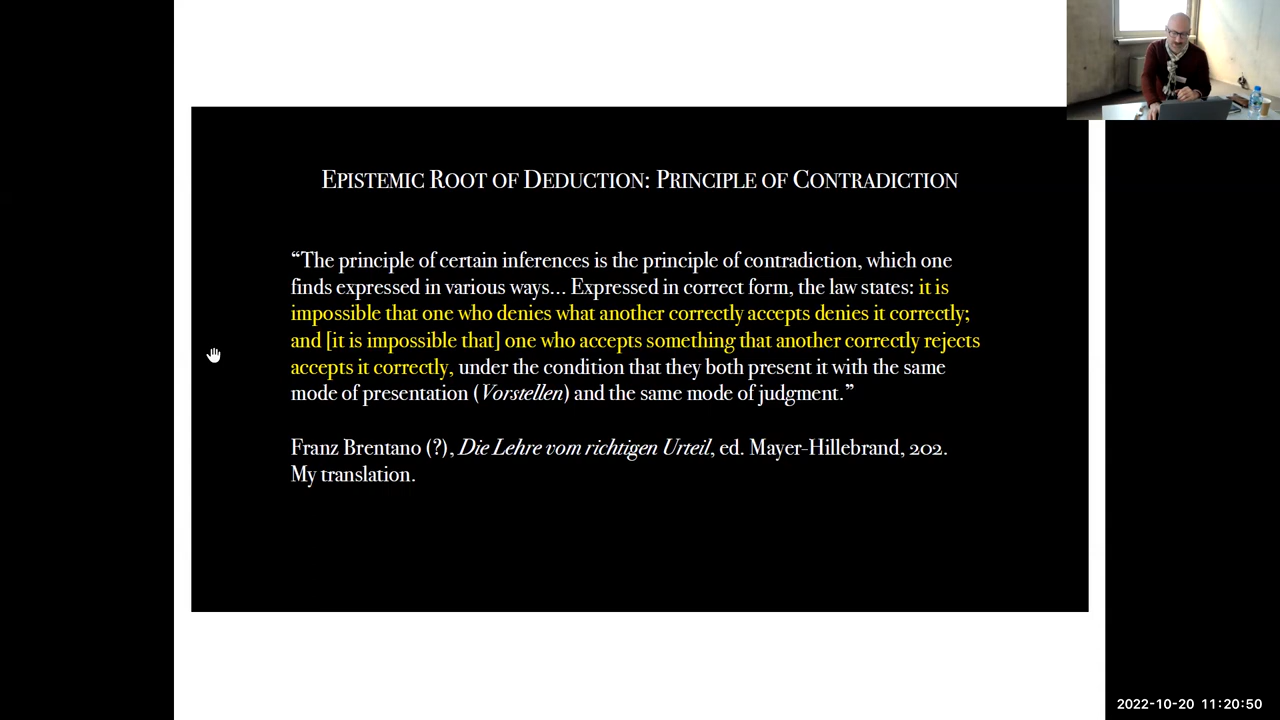 EPISTEMIC ROOT OF DEDUCTION: PRINCIPLE OF CONTRADICTION
“The principle of certain inferences is the principle of contradiction, which one
finds expressed in various ways… Expressed in correct form, the law states: it is
impossible that one who denies what another correctly accepts denies it correctly;
and [it is impossible that] one who accepts something that another correctly rejects
accepts it correctly, under the condition that they both present it with the same
mode of presentation (Vorstellen) and the same mode of judgment.”
Franz Brentano (?), Die Lehre vom richtigen Urteil, ed. Mayer-Hillebrand, 202.
My translation.
2022-10-20 11:20:50